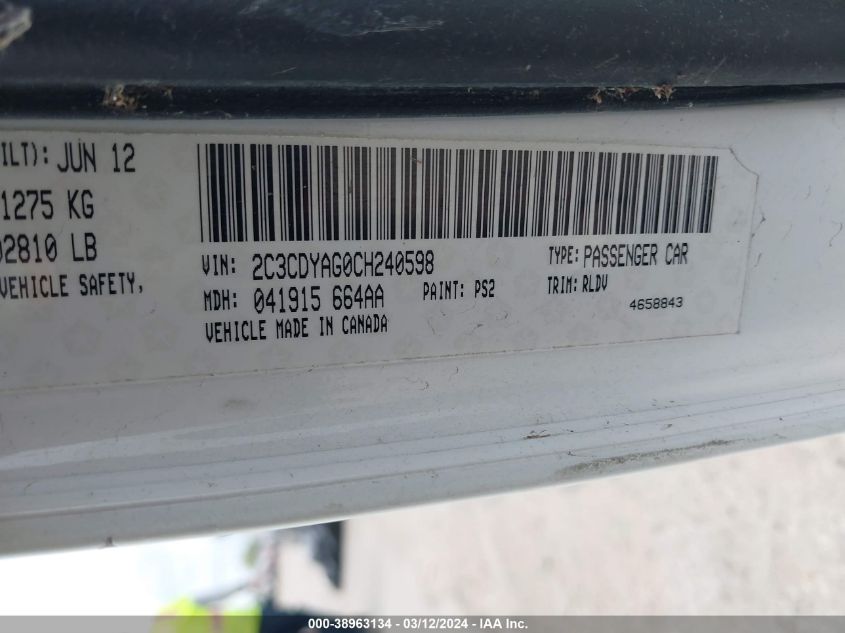 ILT): JUN 12
1275 KG
02810 LB
VEHICLE SAFETY,
VIN: 2C3CDYAG0CH240598
TYPE: PASSENGER CAR
MDH: 041915 664AA
PAINT: PS2
TRIM: RLDV
VEHICLE MADE IN CANADA
4658843
000-38963134 - 03/12/2024 - IAA Inc.